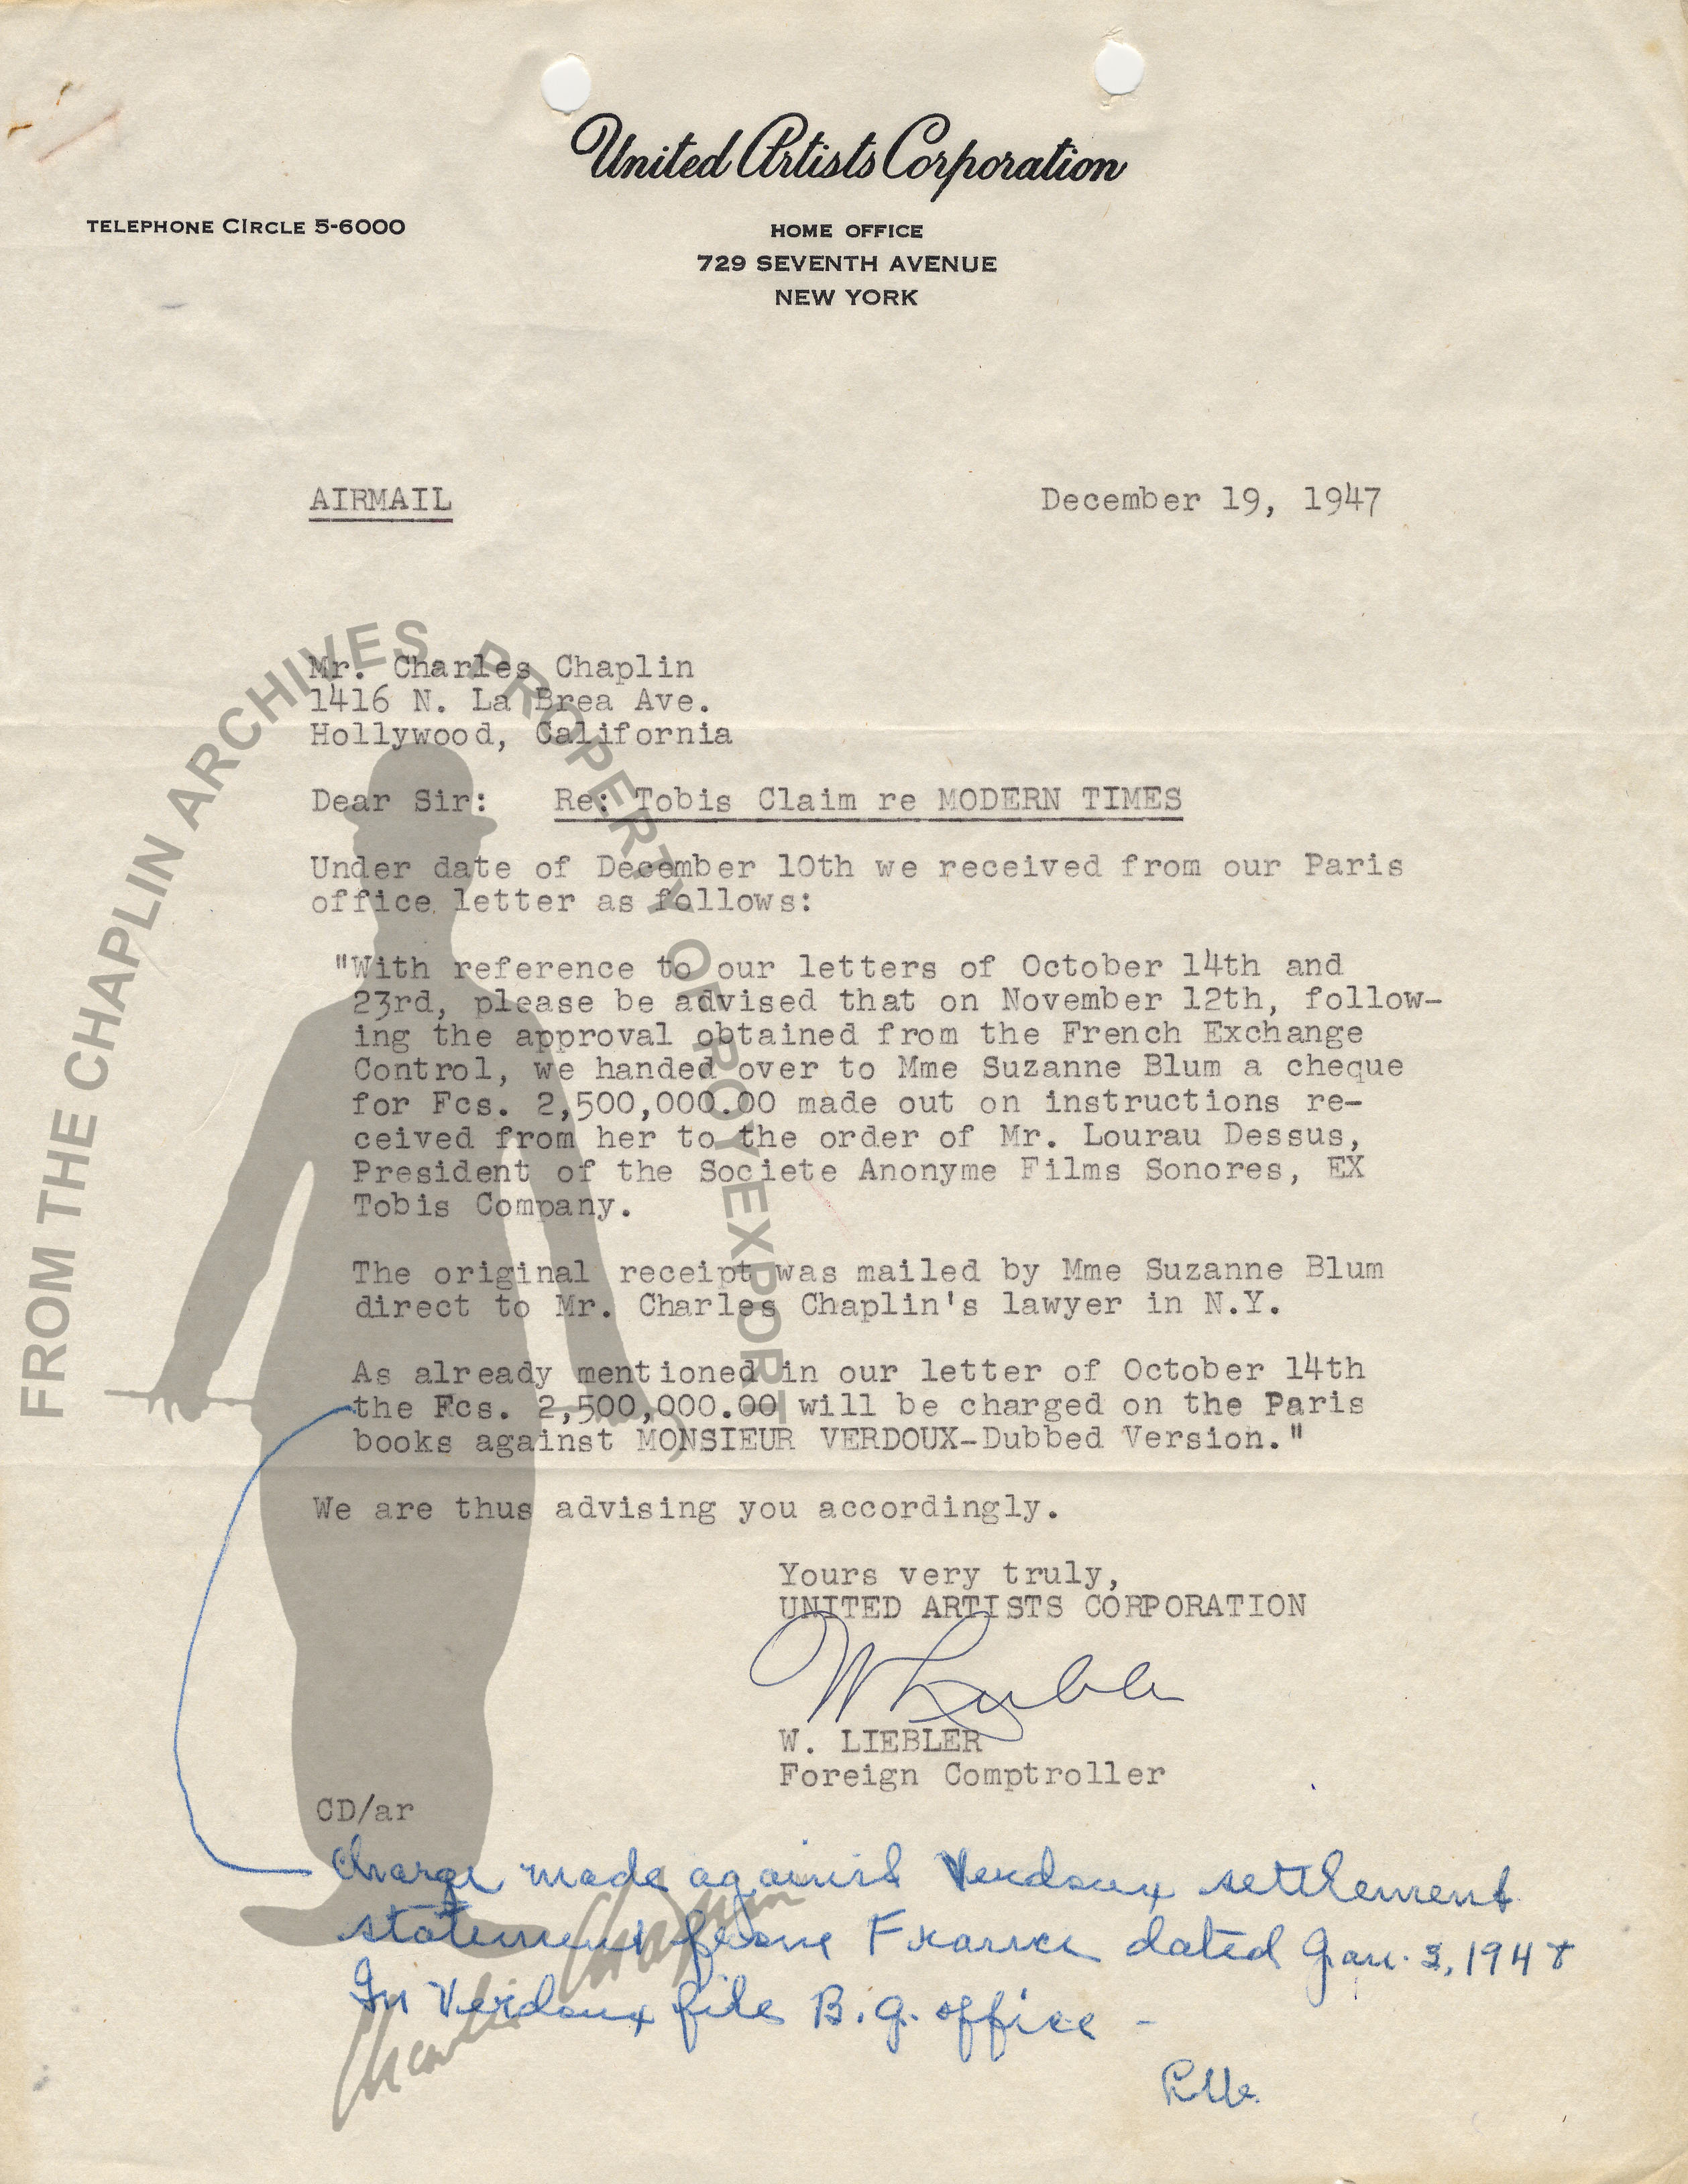 United Artists Corporation
TELEPHONE CIRCLE 5-6000
HOME OFFICE
729 SEVENTH AVENUE
NEW YORK
AIRMAIL
December 19, 1947
Mr. Charles Chaplin
1416 N. La Brea Ave.
Hollywood, California
Dear Sir: Re: Tobis Claim re MODERN TIMES
Under date of December 10th we received from our Paris
office letter as follows:
"With reference to our letters of October 14th and
23rd, please be advised that on November 12th, follow-
ing the approval obtained from the French Exchange
Control, we handed over to Mme Suzanne Blum a cheque
for Fcs. 2,500,000.00 made out on instructions re-
ceived from her to the order of Mr. Lourau Dessus,
President of the Societe Anonyme Films Sonores, EX
Tobis Company.
The original receipt was mailed by Mme Suzanne Blum
direct to Mr. Charles Chaplin's lawyer in N.Y.
As already mentioned in our letter of October 14th
the Fcs. 2,500,000.00 will be charged on the Paris
books against MONSIEUR VERDOUX-Dubbed Version."
We are thus advising you accordingly.
Yours very truly,
UNITED ARTISTS CORPORATION
W. LIEBLER
Foreign Comptroller
CD/ar
Charge made against Verdoux settlement
statement from France dated Jan. 3,
In Verdoux file B.G. office -
FROM THE CHAPLIN ARCHIVES PROPERTY OF ROY EXPORT
Charlie Chaplin